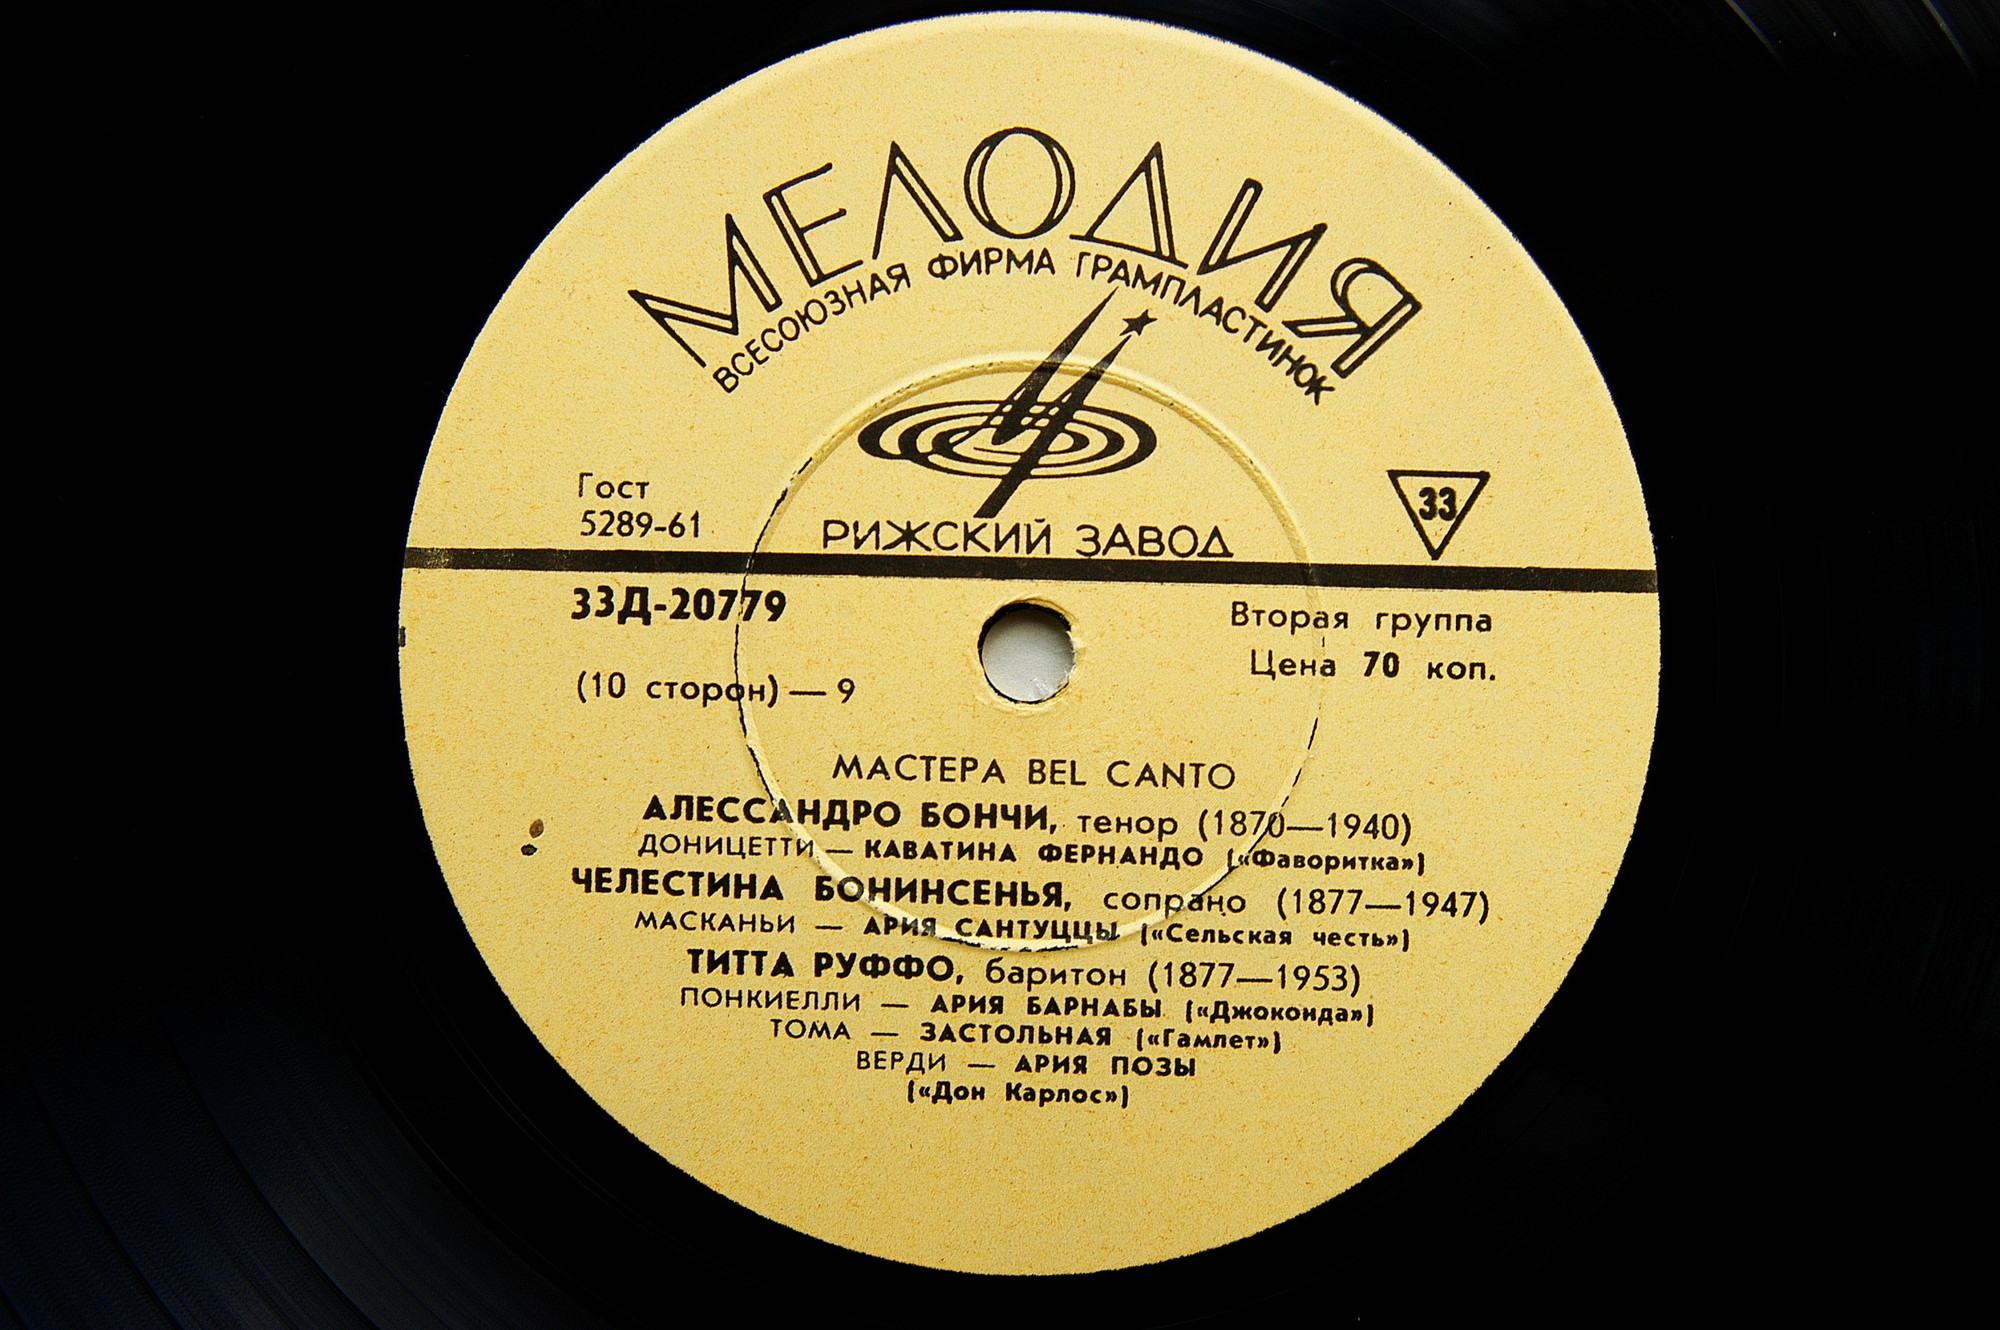 МЕЛОДИЯ
ВСЕСОЮЗНАЯ ФИРМА ГРАМПЛАСТИНОК
Гост
5289-61
33
РИЖСКИЙ ЗАВОД
33Д-20779
Вторая группа
Цена 70 коп.
(10 сторон) — 9
МАСТЕРА BEL CANTO
АЛЕССАНДРО БОНЧИ, тенор (1870—1940)
ДОНИЦЕТТИ — КАВАТИНА ФЕРНАНДО («Фаворитка»)
ЧЕЛЕСТИНА БОНИНСЕНЬЯ, сопрано (1877—1947)
МАСКАНЬИ — АРИЯ САНТУЦЦЫ («Сельская честь»)
ТИТТА РУФФО, баритон (1877—1953)
ПОНКИЕЛЛИ — АРИЯ БАРНАБЫ («Джоконда»)
ТОМА — ЗАСТОЛЬНАЯ («Гамлет»)
ВЕРДИ — АРИЯ ПОЗЫ
(«Дон Карлос»)